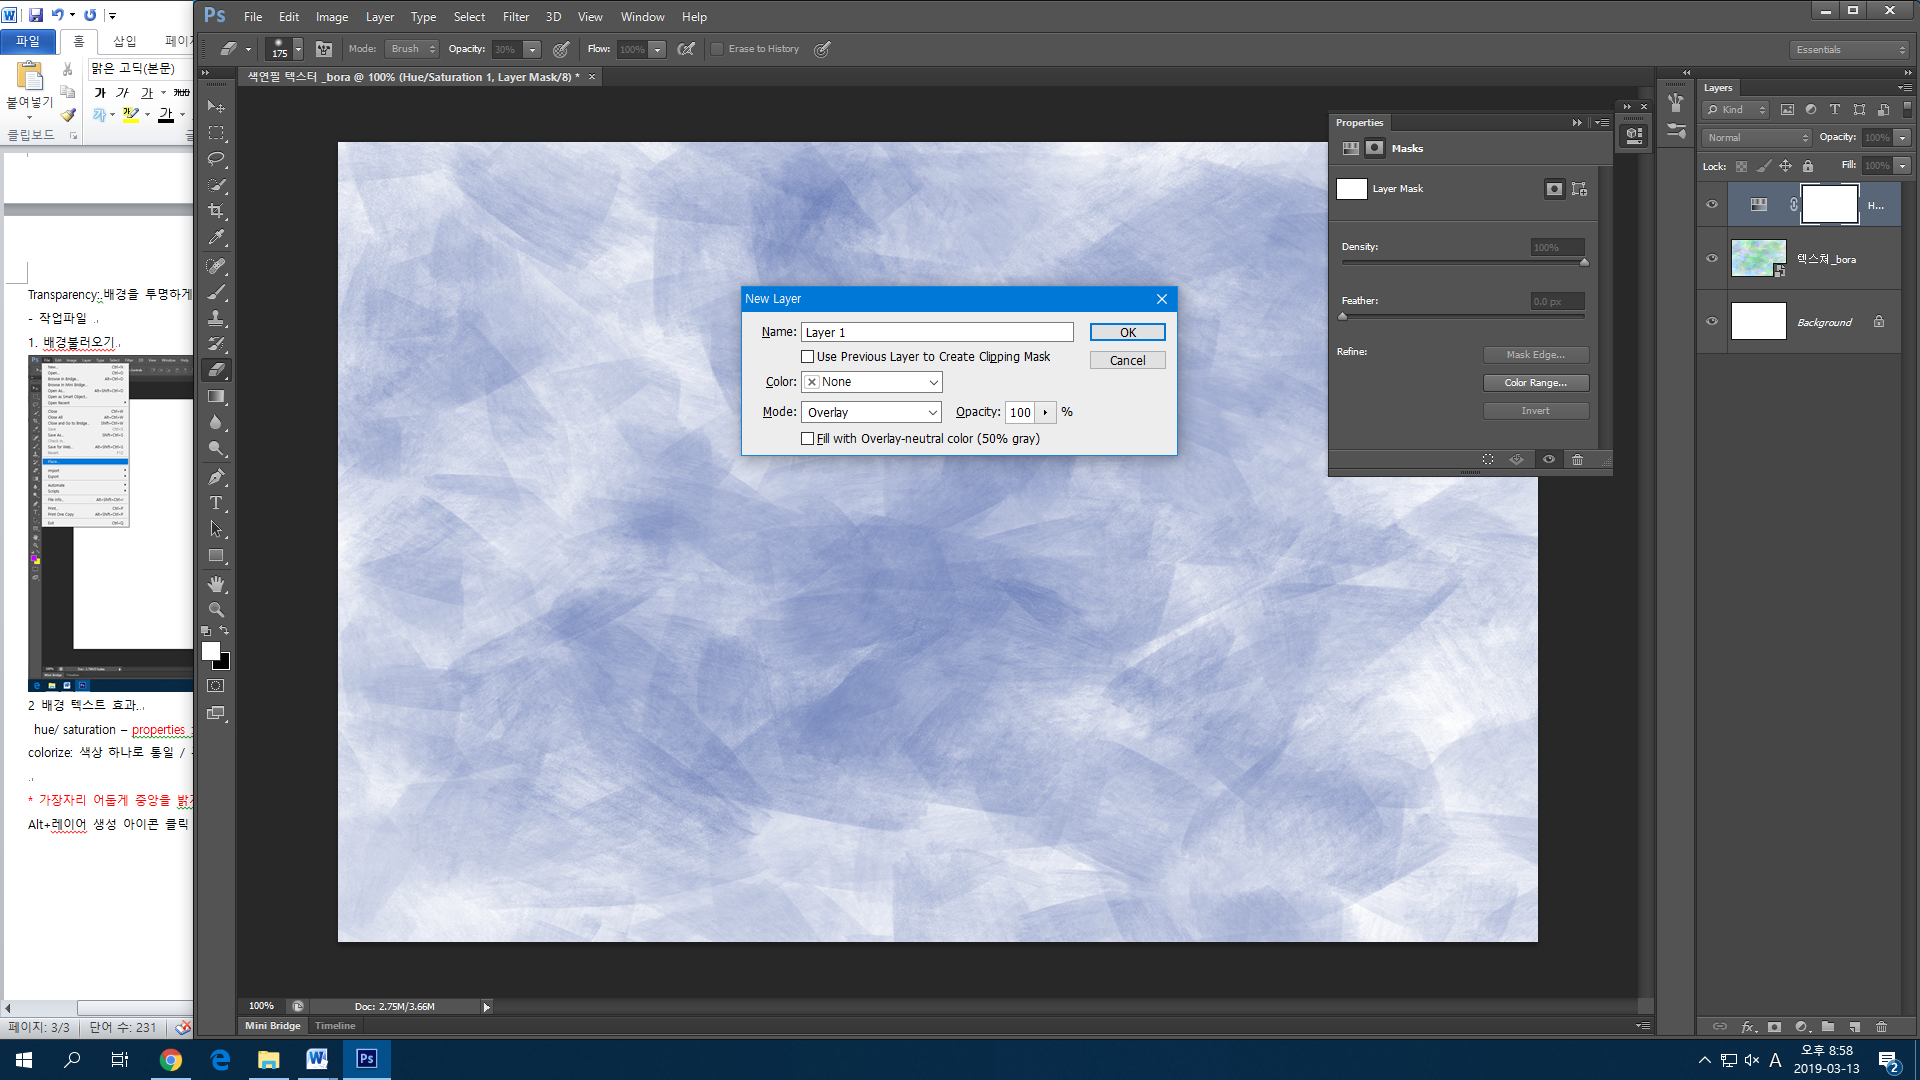 Ps File Edit Image Layer Type Select Filter 3D View Window Help
파일 홈 삽입 페이지
175 Mode: Brush Opacity: 30% Flow: 100% Erase to History Essentials
맑은 고딕(본문)
붙여넣기
가 가 가
가 가
클립보드
색연필 텍스터 _bora @ 100% (Hue/Saturation 1, Layer Mask/8) *
Transparency: 배경을 투명하게
- 작업파일
1. 배경불러오기
2 배경 텍스트 효과
hue/ saturation – properties
colorize: 색상 하나로 통일 /
* 가장자리 어둡게 중앙을 밝
Alt+레이어 생성 아이콘 클릭
페이지: 3/3 단어 수: 231
New Layer
Name: Layer 1 OK
Use Previous Layer to Create Clipping Mask Cancel
Color: None
Mode: Overlay Opacity: 100 %
Fill with Overlay-neutral color (50% gray)
Properties
Masks
Layer Mask
Density: 100%
Feather: 0.0 px
Refine: Mask Edge...
Color Range...
Invert
Layers
Kind
Normal Opacity: 100%
Lock: Fill: 100%
H...
텍스쳐_bora
Background
100% Doc: 2.75M/3.66M
Mini Bridge Timeline
A 오후 8:58
2019-03-13 2